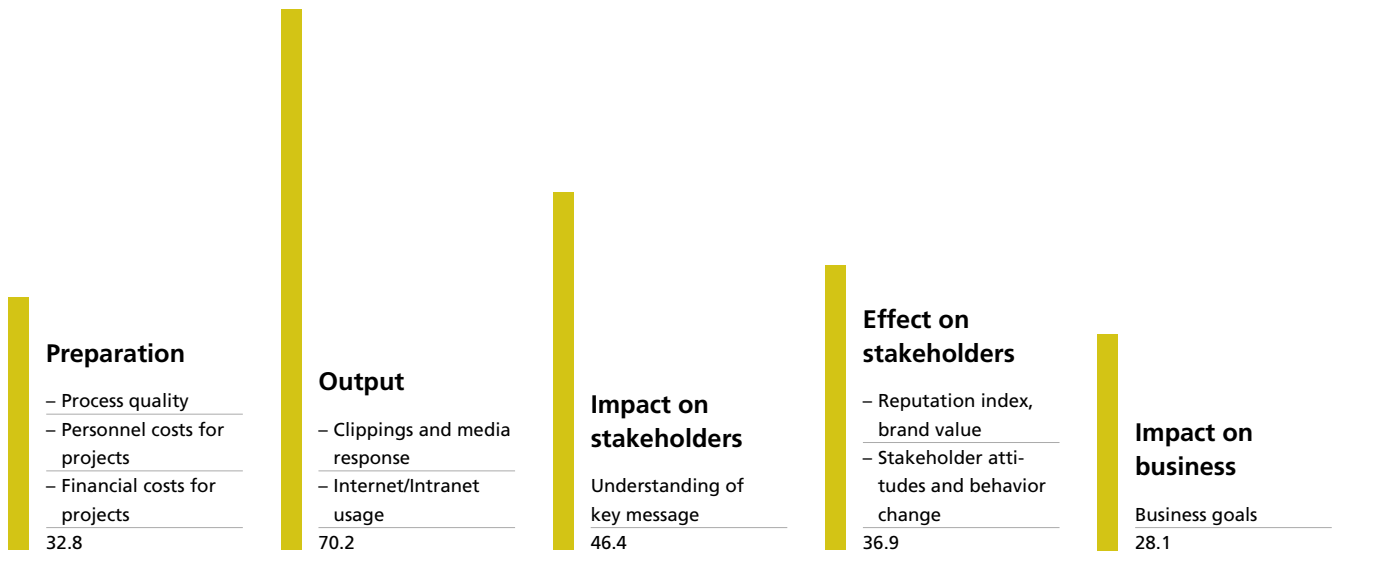 Preparation
– Process quality
– Personnel costs for
projects
– Financial costs for
projects
32.8
Output
– Clippings and media
response
– Internet/Intranet
usage
70.2
Impact on
stakeholders
Understanding of
key message
46.4
Effect on
stakeholders
– Reputation index,
brand value
– Stakeholder atti-
tudes and behavior
change
36.9
Impact on
business
Business goals
28.1